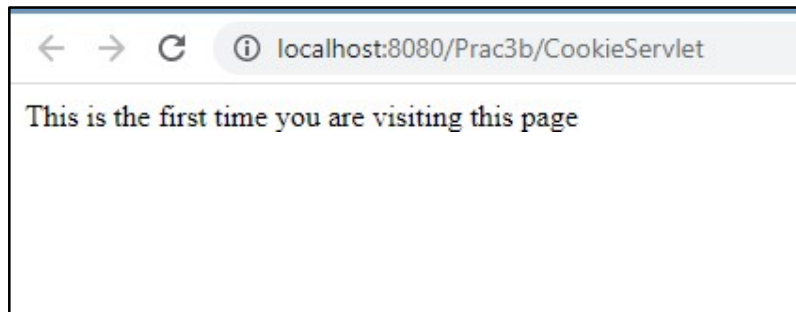 localhost:8080/Prac3b/CookieServlet
This is the first time you are visiting this page